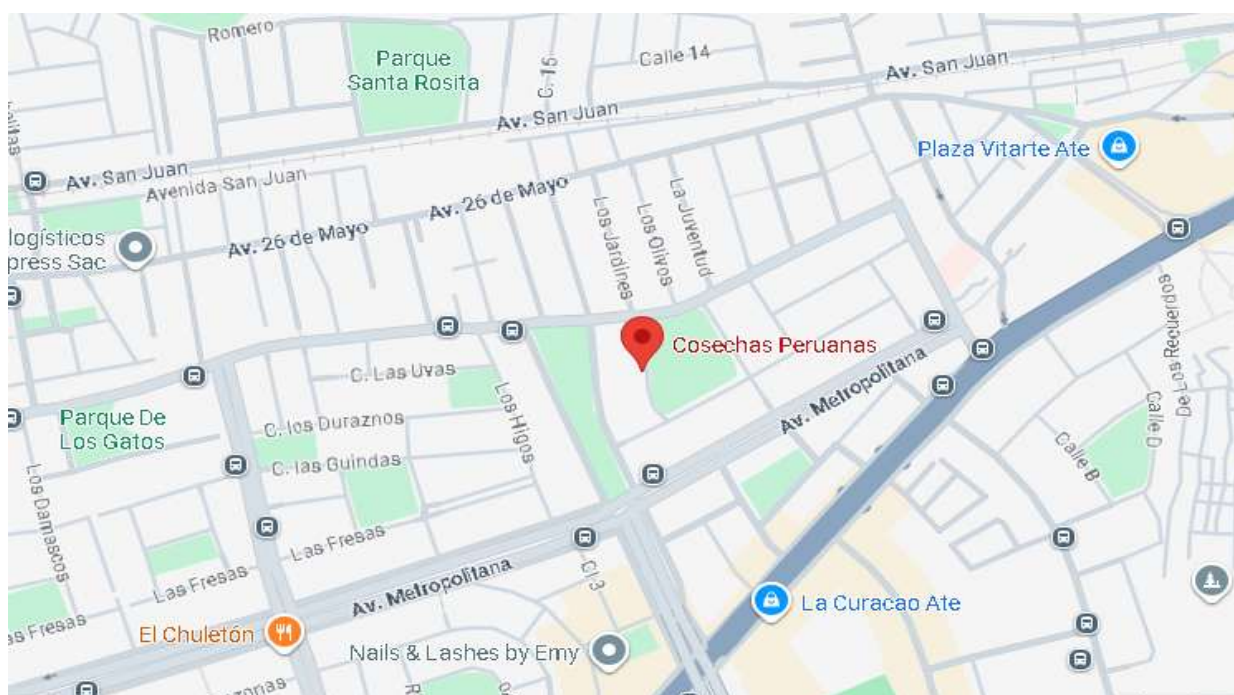 Romero
Parque
Santa Rosita
C. 15
Calle 14
Av. San Juan
Av. San Juan
Av. San Juan
Avenida San Juan
Plaza Vitarte Ate
Av. 26 de Mayo
Av. 26 de Mayo
logísticos
press Sac
Los Jardines
Los Olivos
La Juventud
Cosechas Peruanas
C. Las Uvas
Los Higos
Parque De
Los Gatos
C. los Duraznos
C. las Guindas
Av. Metropolitana
De Los Recuerdos
Calle D
Calle B
Los Damascos
Las Fresas
Las Fresas
as Fresas
Av. Metropolitana
Cl 3
La Curacao Ate
El Chuletón
Nails & Lashes by Emy